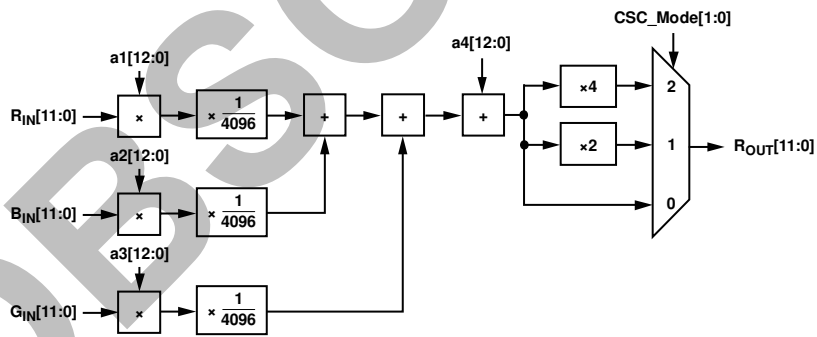 CSC_Mode[1:0]
a1[12:0]
a4[12:0]
R_IN[11:0]
×
× 1/4096
+
+
+
×4
2
a2[12:0]
×2
1
R_OUT[11:0]
B_IN[11:0]
×
× 1/4096
0
a3[12:0]
G_IN[11:0]
×
× 1/4096
OBSO